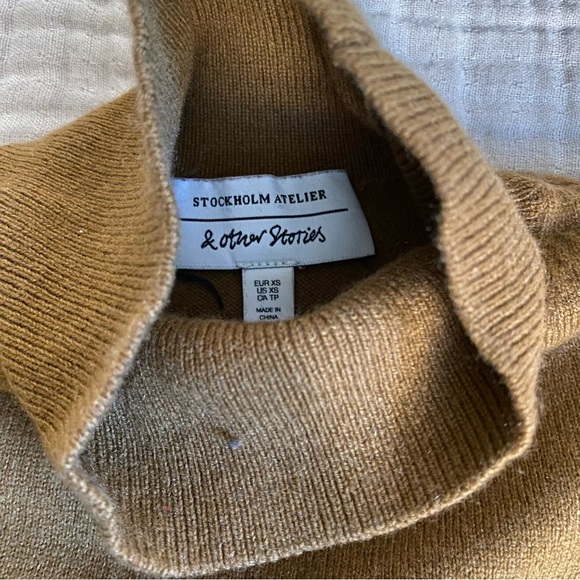 STOCKHOLM ATELIER
& other Stories
EUR XS
US XS
CA TP
MADE IN
CHINA